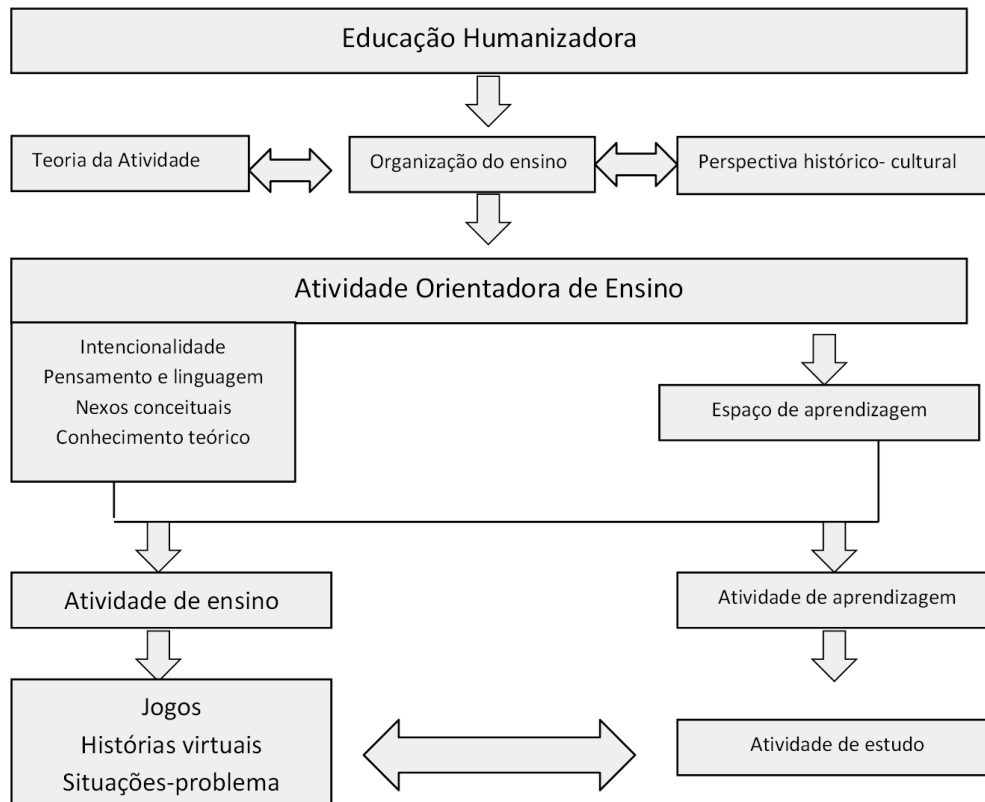 Educação Humanizadora
Teoria da Atividade
Organização do ensino
Perspectiva histórico- cultural
Atividade Orientadora de Ensino
Intencionalidade
Pensamento e linguagem
Nexos conceituais
Conhecimento teórico
Espaço de aprendizagem
Atividade de ensino
Atividade de aprendizagem
Jogos
Histórias virtuais
Situações-problema
Atividade de estudo